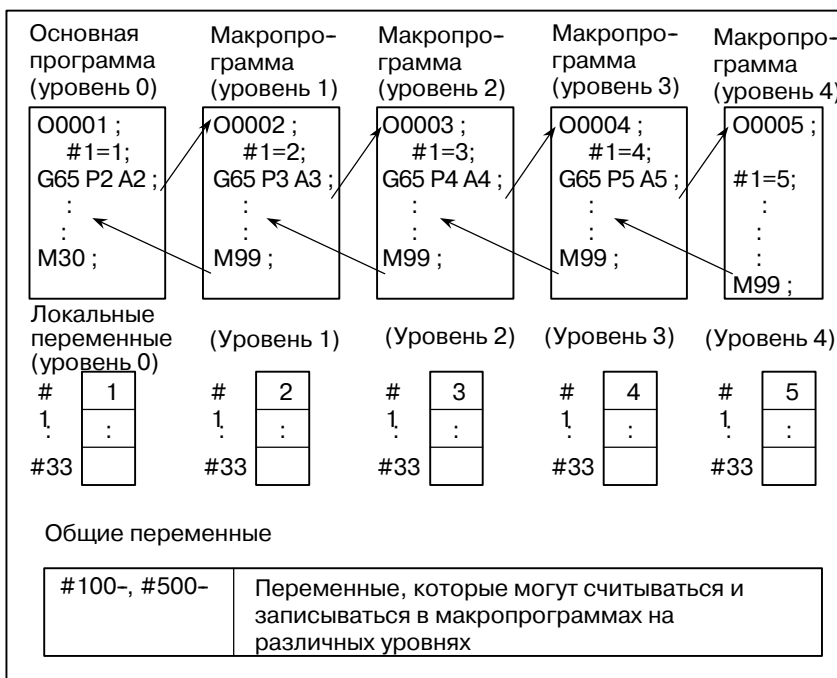 Основная
программа
(уровень 0)
Макропро-
грамма
(уровень 1)
Макропро-
грамма
(уровень 2)
Макропро-
грамма
(уровень 3)
Макропро-
грамма
(уровень 4)
O0001 ;
#1=1;
G65 P2 A2 ;
:
:
M30 ;
O0002 ;
#1=2;
G65 P3 A3 ;
:
:
M99 ;
O0003 ;
#1=3;
G65 P4 A4 ;
:
:
M99 ;
O0004 ;
#1=4;
G65 P5 A5 ;
:
:
M99 ;
O0005 ;
#1=5;
:
:
:
M99 ;
Локальные
переменные
(уровень 0)
(Уровень 1)
(Уровень 2)
(Уровень 3)
(Уровень 4)
# 1
1. :
:
#33
# 2
1. :
:
#33
# 3
1. :
:
#33
# 4
1. :
:
#33
# 5
1. :
:
#33
Общие переменные
#100-, #500-
Переменные, которые могут считываться и
записываться в макропрограммах на
различных уровнях